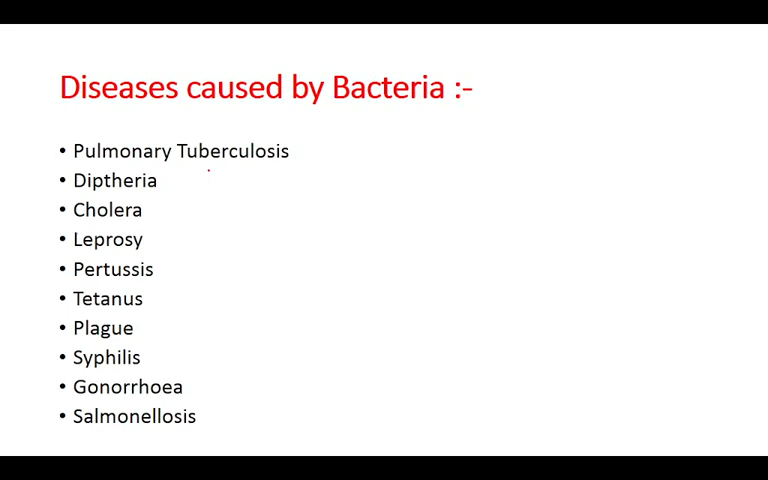 Diseases caused by Bacteria :-
• Pulmonary Tuberculosis
• Diptheria
• Cholera
• Leprosy
• Pertussis
• Tetanus
• Plague
• Syphilis
• Gonorrhoea
• Salmonellosis